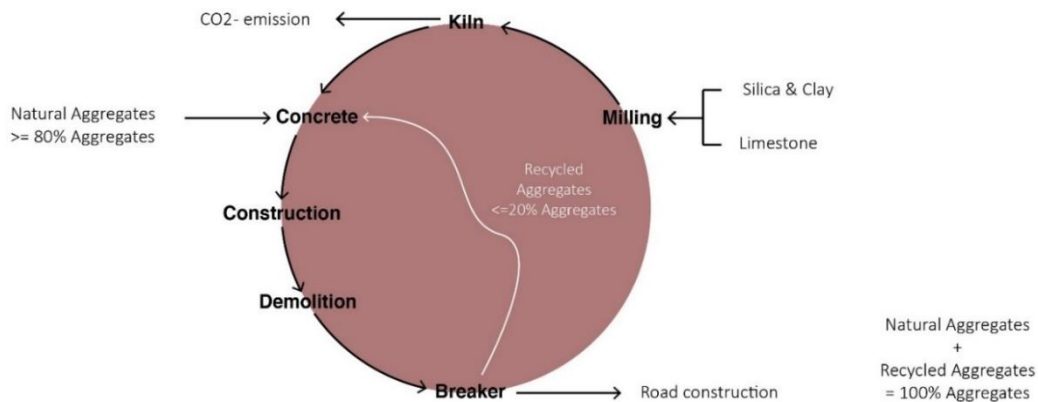 CO2- emission
Kiln
Silica & Clay
Natural Aggregates
>= 80% Aggregates
Concrete
Milling
Limestone
Recycled
Aggregates
<=20% Aggregates
Construction
Demolition
Natural Aggregates
+
Recycled Aggregates
= 100% Aggregates
Breaker
Road construction